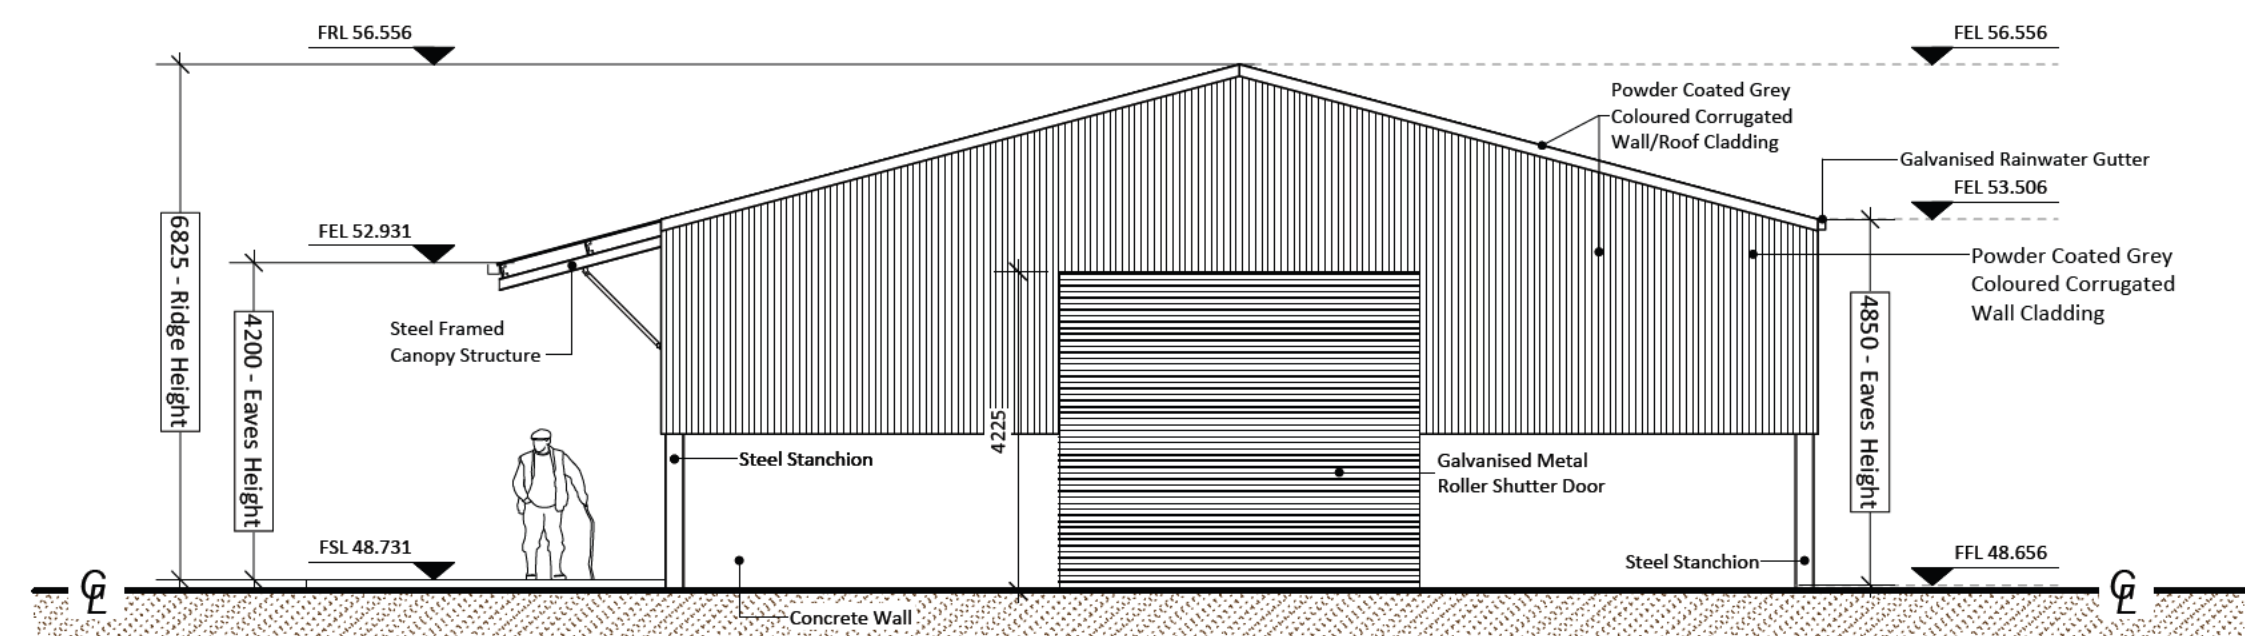 FRL 56.556
FEL 56.556
Powder Coated Grey
Coloured Corrugated
Wall/Roof Cladding
Galvanised Rainwater Gutter
FEL 53.506
FEL 52.931
6825 - Ridge Height
4200 - Eaves Height
Steel Framed
Canopy Structure
Powder Coated Grey
Coloured Corrugated
Wall Cladding
4850 - Eaves Height
4225
Steel Stanchion
Galvanised Metal
Roller Shutter Door
FSL 48.731
Steel Stanchion
FFL 48.656
GL
GL
Concrete Wall